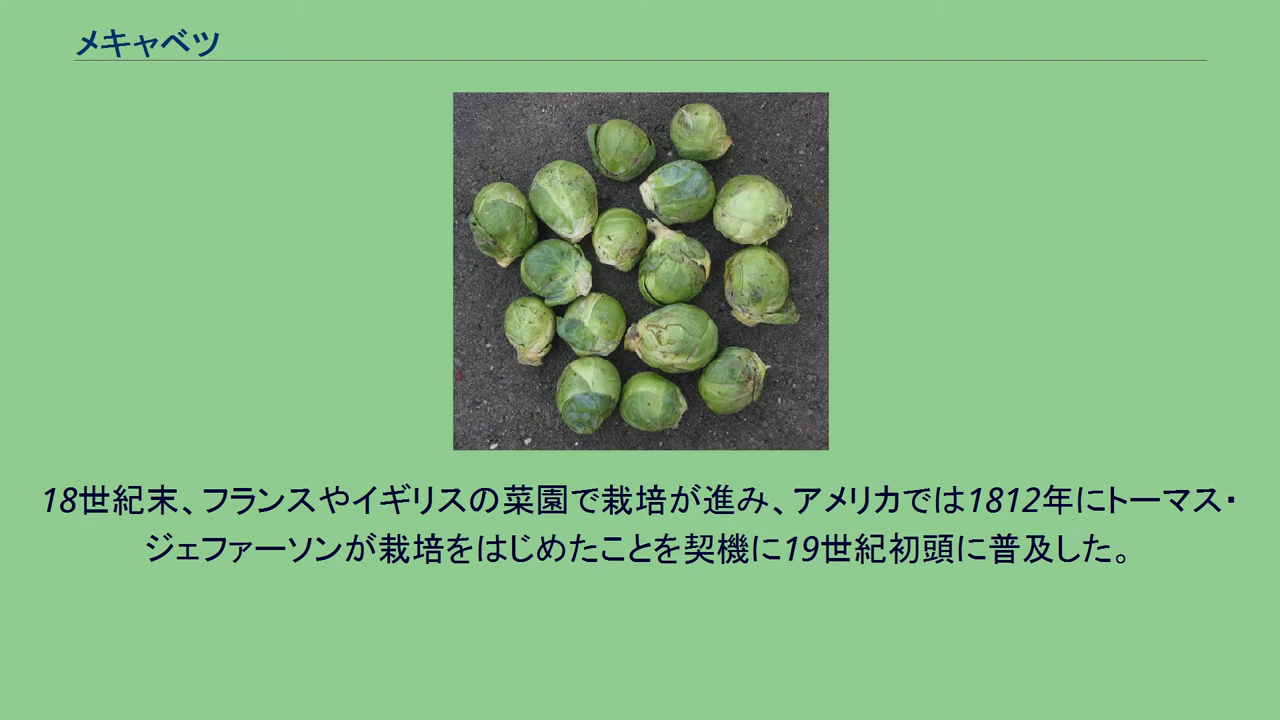 メキャベツ
18世紀末、フランスやイギリスの菜園で栽培が進み、アメリカでは1812年にトーマス・
ジェファーソンが栽培をはじめたことを契機に19世紀初頭に普及した。